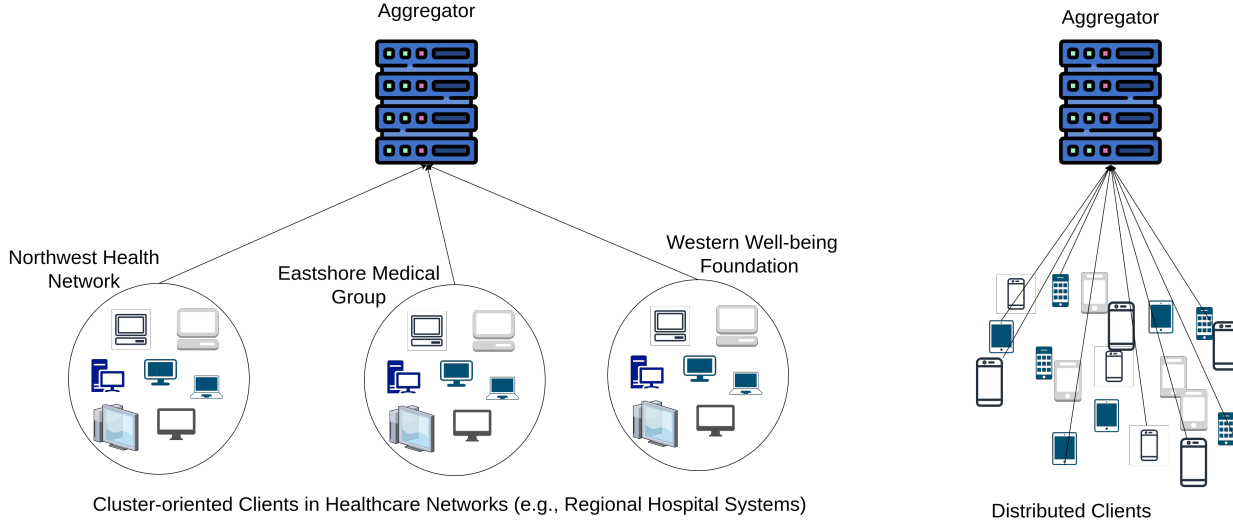 Aggregator
Aggregator
Northwest Health
Network
Eastshore Medical
Group
Western Well-being
Foundation
Cluster-oriented Clients in Healthcare Networks (e.g., Regional Hospital Systems)
Distributed Clients